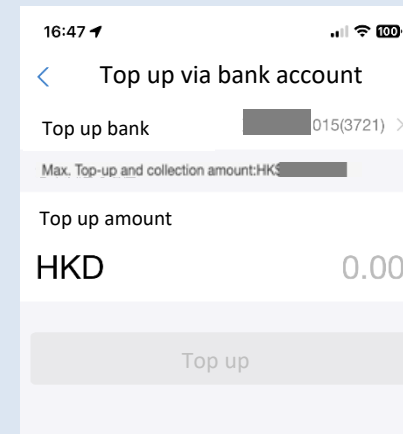 16:47
100
Top up via bank account
Top up bank 015(3721)
Max. Top-up and collection amount:HK$
Top up amount
HKD 0.00
Top up